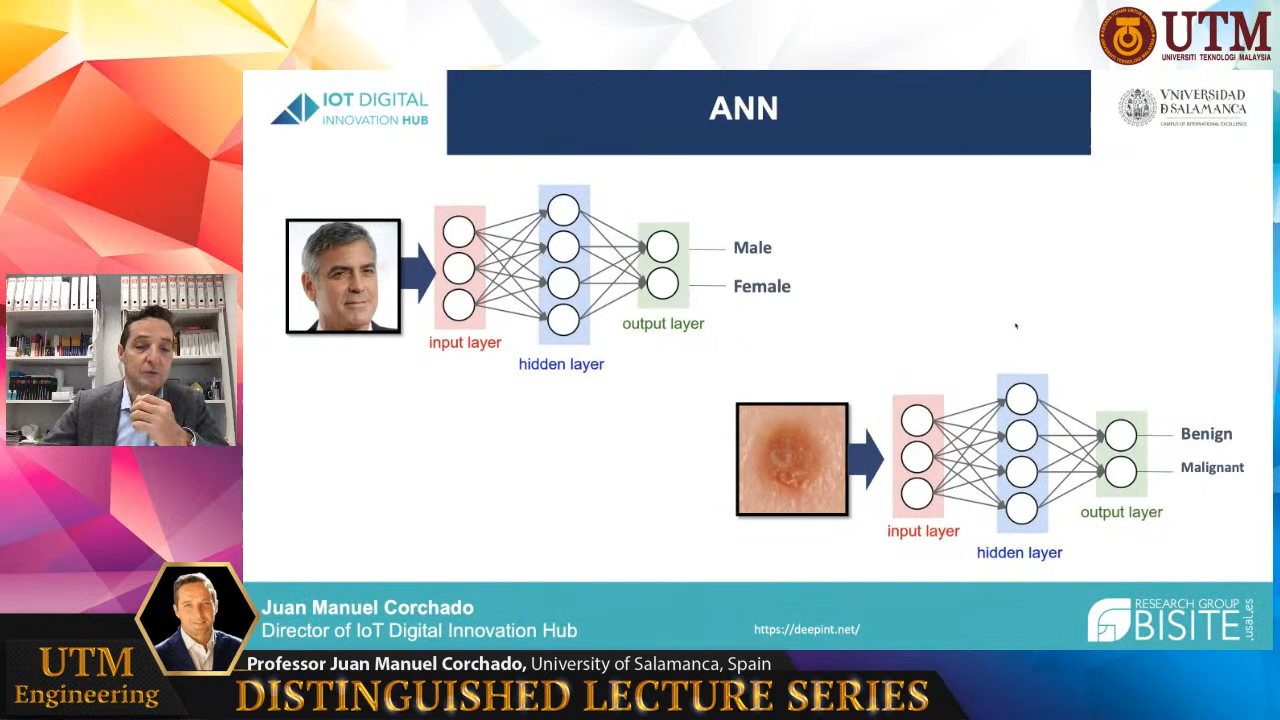 UTM
UNIVERSITI TEKNOLOGI MALAYSIA
IOT DIGITAL
INNOVATION HUB
ANN
VNIVERSIDAD
D SALAMANCA
CAMPUS OF INTERNATIONAL EXCELLENCE
Male
Female
input layer
hidden layer
output layer
Benign
Malignant
input layer
hidden layer
output layer
Juan Manuel Corchado
Director of IoT Digital Innovation Hub
https://deepint.net/
RESEARCH GROUP
BISITE
.usal.es
UTM
Engineering
Professor Juan Manuel Corchado, University of Salamanca, Spain
DISTINGUISHED LECTURE SERIES